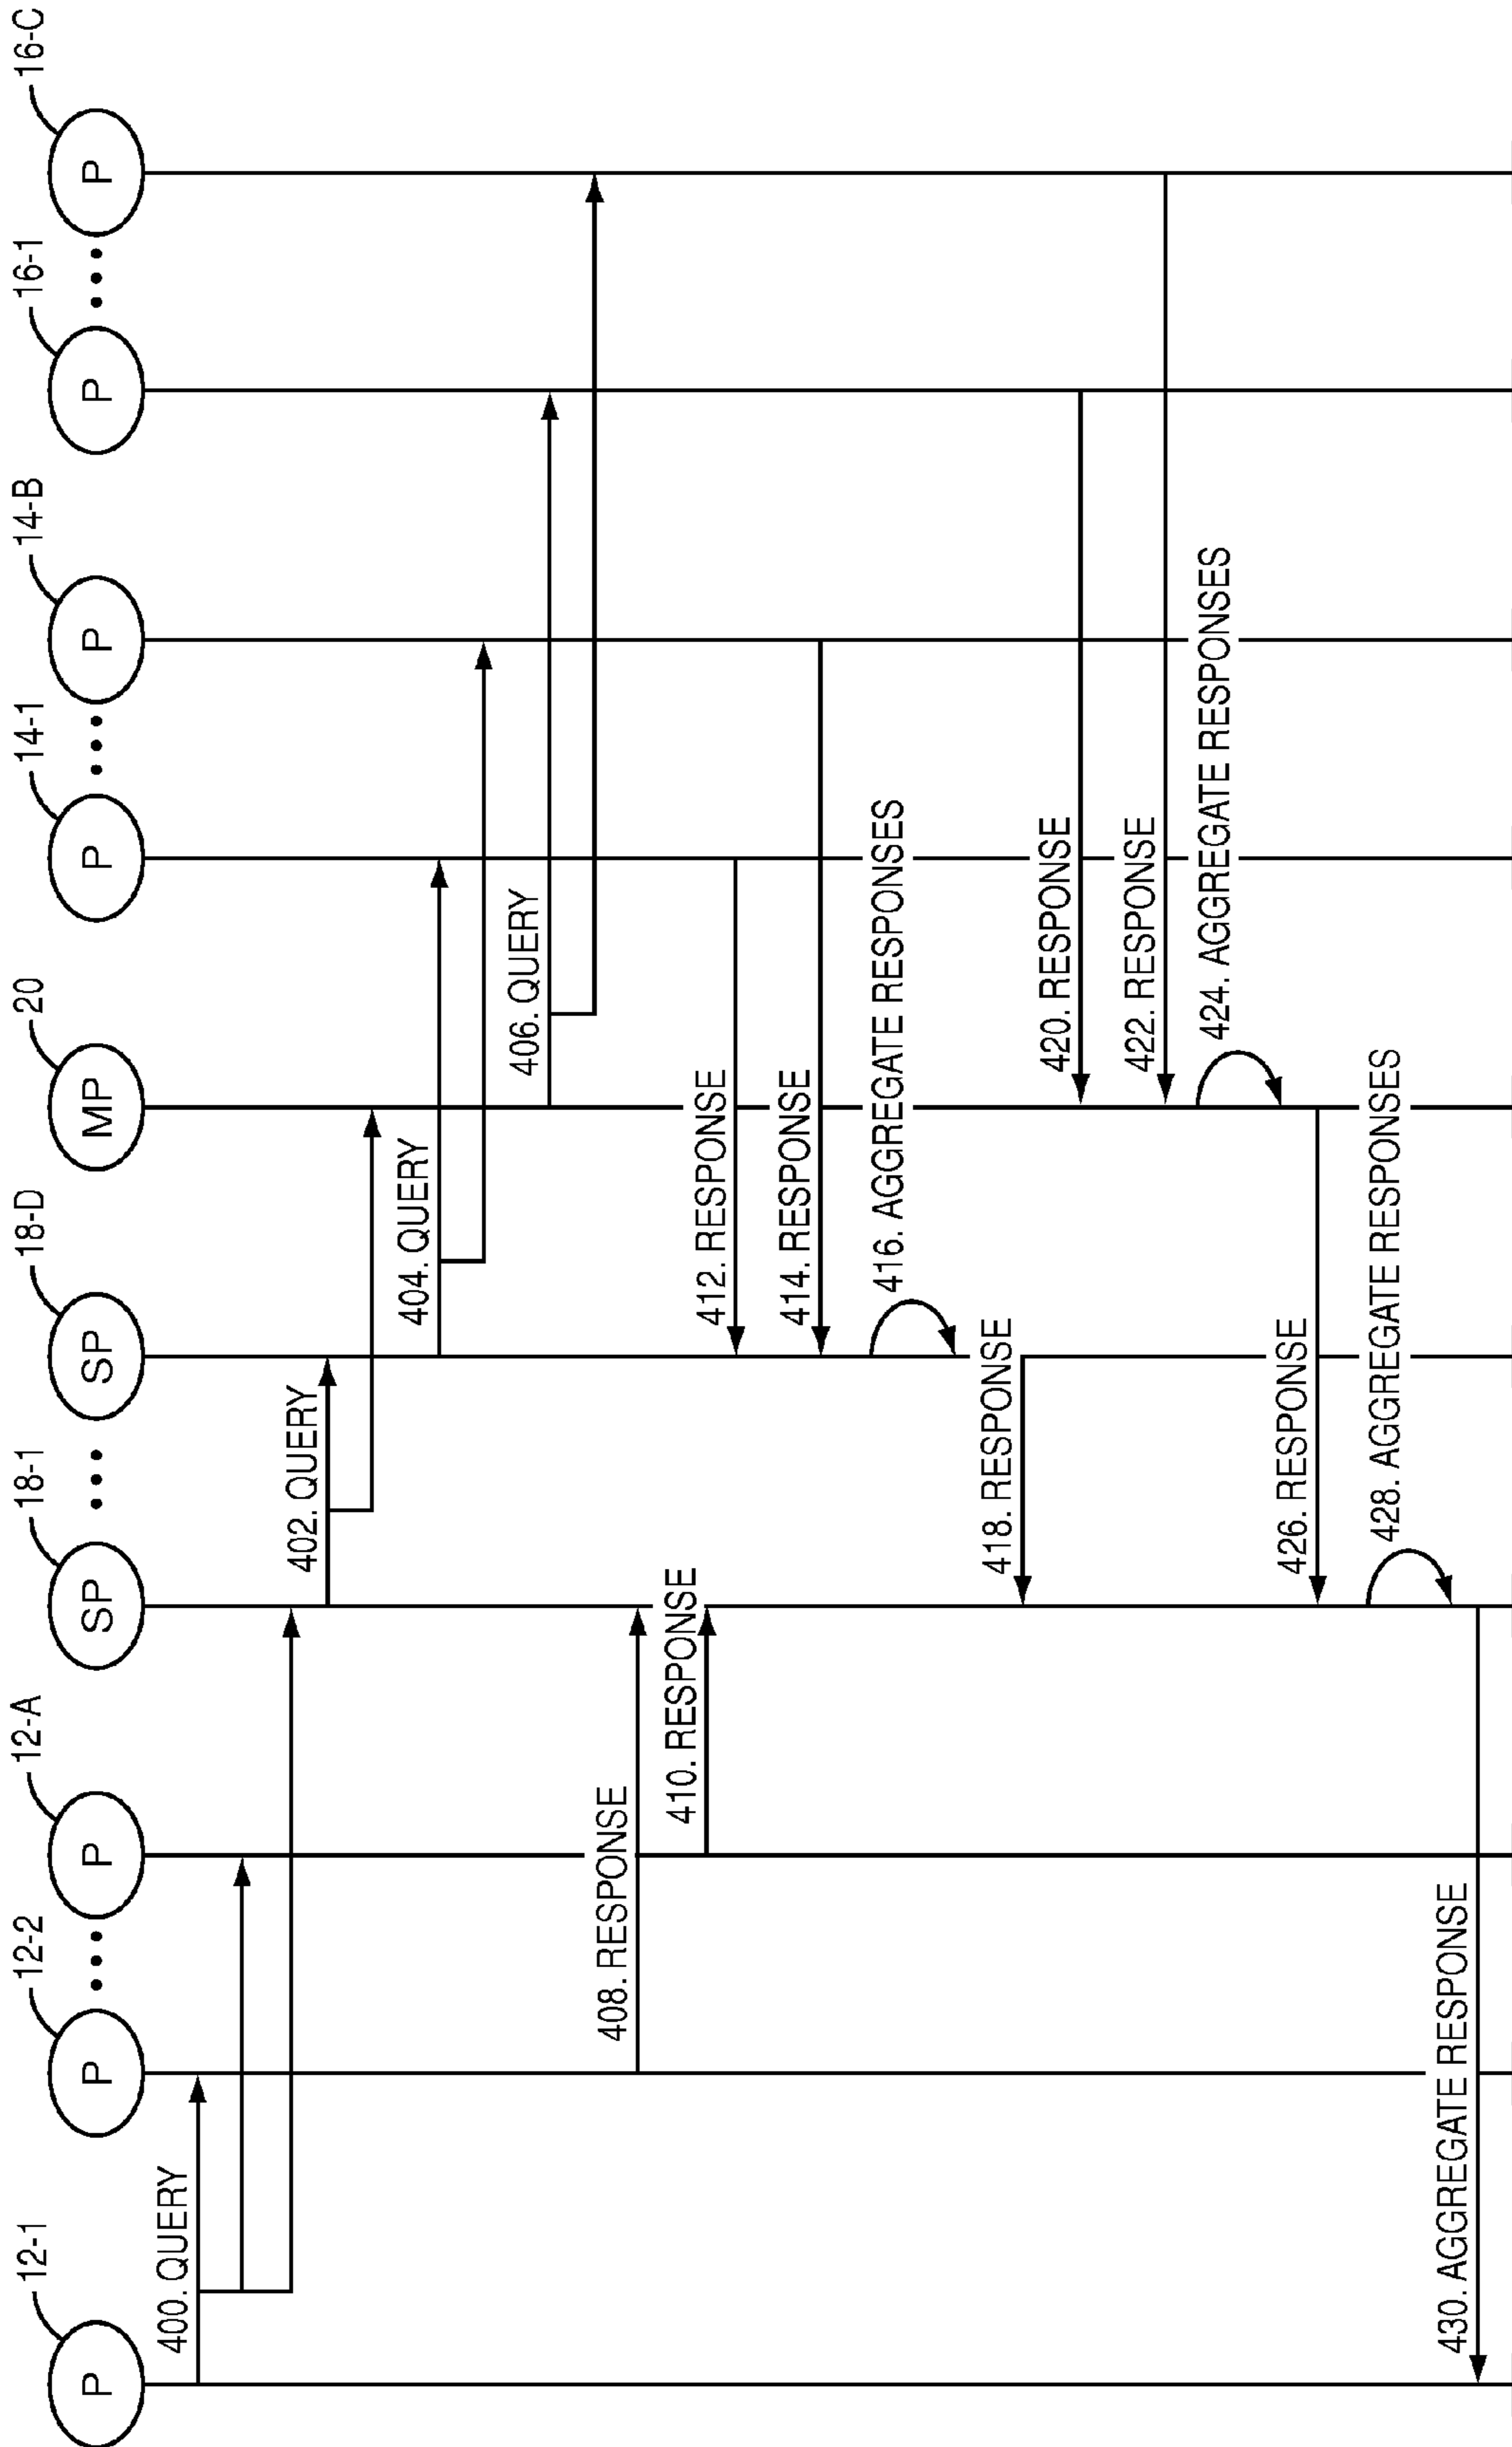 12-1
12-2
12-A
18-1
18-D
20
14-1
14-B
16-1
16-C
P
P
P
SP
SP
MP
P
P
P
P
400. QUERY
402. QUERY
404. QUERY
406. QUERY
408. RESPONSE
410. RESPONSE
412. RESPONSE
414. RESPONSE
416. AGGREGATE RESPONSES
418. RESPONSE
420. RESPONSE
422. RESPONSE
424. AGGREGATE RESPONSES
426. RESPONSE
428. AGGREGATE RESPONSES
430. AGGREGATE RESPONSE